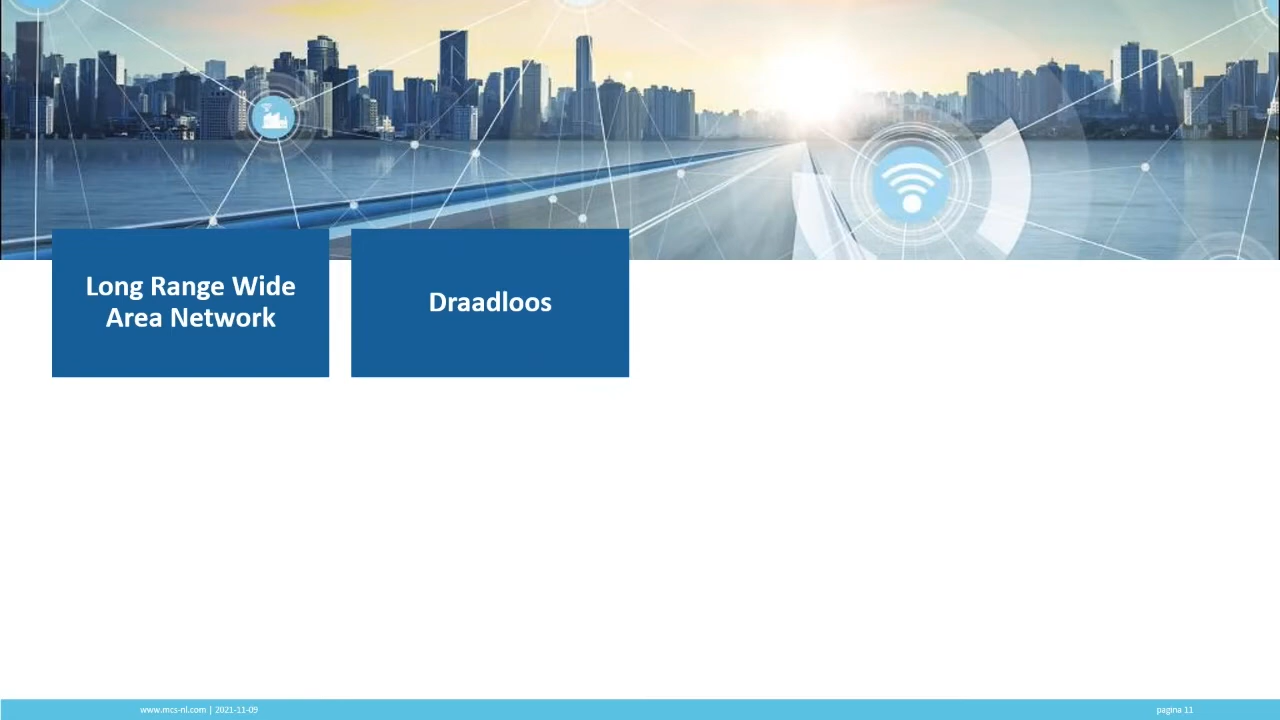 Long Range Wide
Area Network
Draadloos
www.mcs-nl.com | 2021-11-09
pagina 11